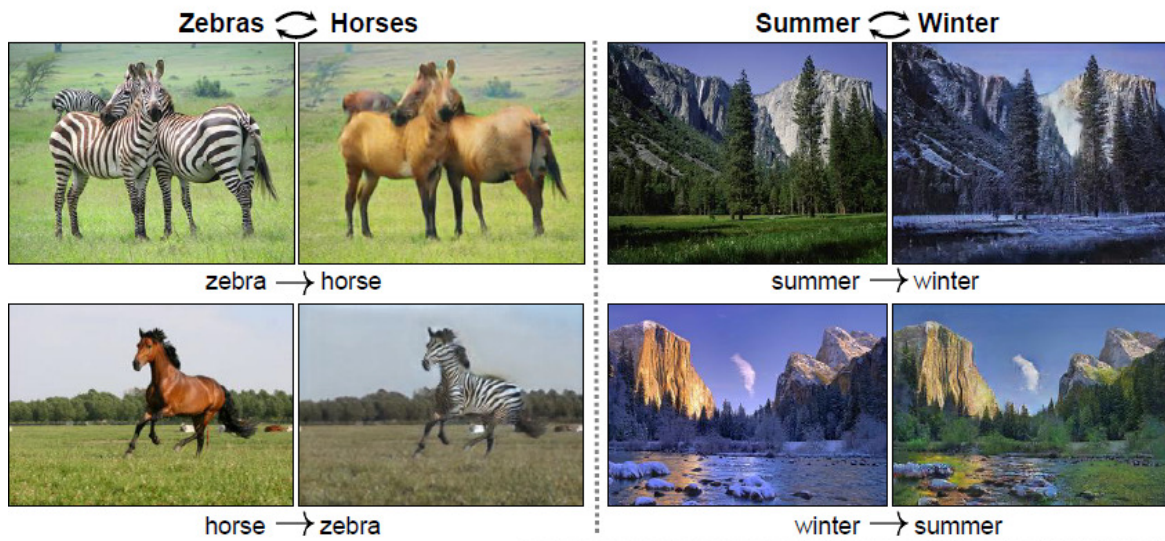 Zebras Horses
zebra → horse
horse → zebra
Summer Winter
summer → winter
winter → summer